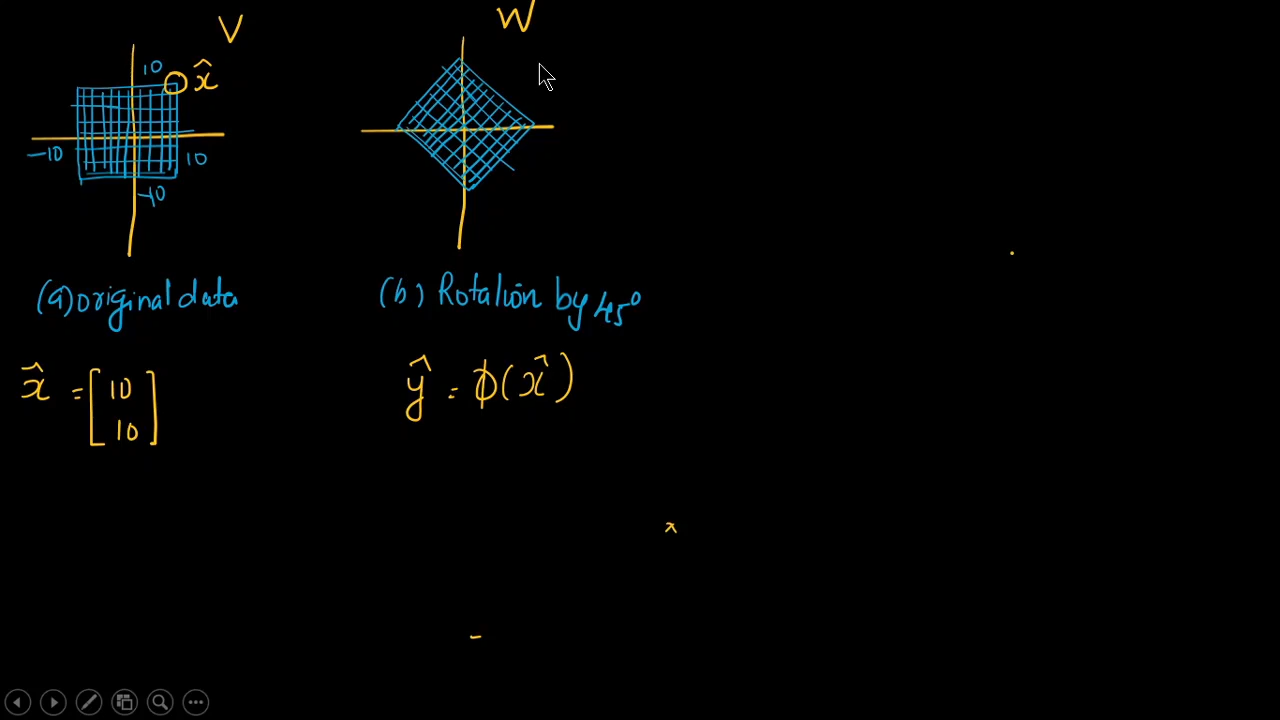 V
W
10
x̂
-10
10
-10
(a) original data
(b) Rotation by 45°
x̂ = [10
10]
ŷ = φ(x̂)